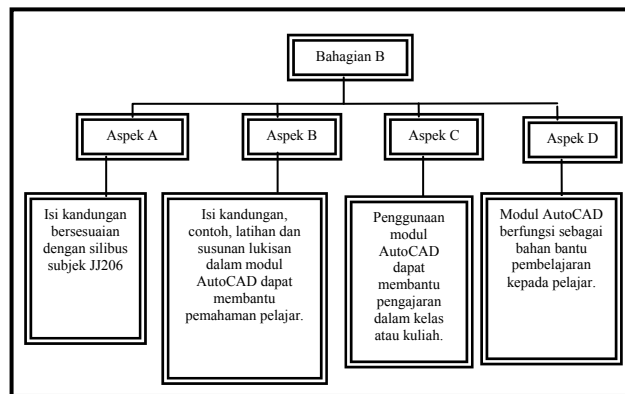 Bahagian B
Aspek A
Aspek B
Aspek C
Aspek D
Isi kandungan
bersesuaian
dengan silibus
subjek JJ206
Isi kandungan,
contoh, latihan dan
susunan lukisan
dalam modul
AutoCAD dapat
membantu
pemahaman pelajar.
Penggunaan
modul
AutoCAD
dapat
membantu
pengajaran
dalam kelas
atau kuliah.
Modul AutoCAD
berfungsi sebagai
bahan bantu
pembelajaran
kepada pelajar.